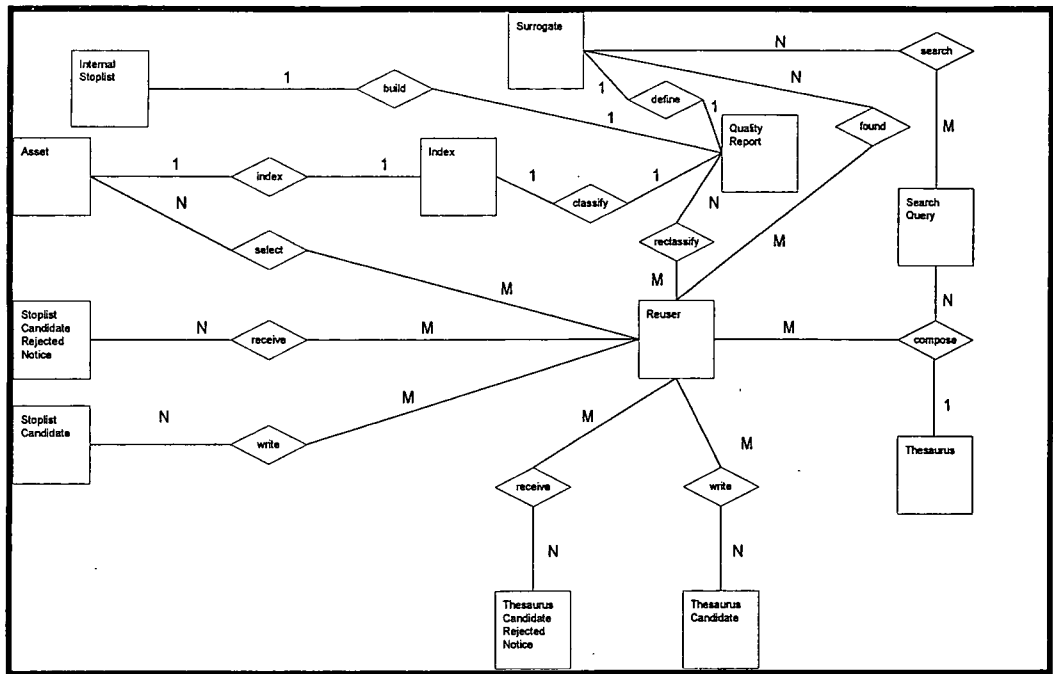 Surrogate
N
search
Internal
Stoplist
1
build
N
1
define
1
1
Quality
Report
found
M
Asset
1
index
1
Index
1
classify
1
N
Search
Query
N
select
reclassify
M
M
M
N
Stoplist
Candidate
Rejected
Notice
N
receive
M
Reuser
M
compose
Stoplist
Candidate
N
write
M
M
M
1
Thesaurus
receive
write
N
N
Thesaurus
Candidate
Rejected
Notice
Thesaurus
Candidate